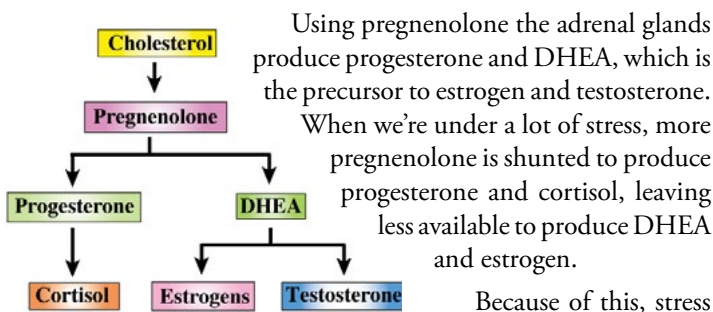 Cholesterol
Pregnenolone
Progesterone
DHEA
Cortisol
Estrogens
Testosterone
Using pregnenolone the adrenal glands
produce progesterone and DHEA, which is
the precursor to estrogen and testosterone.
When we're under a lot of stress, more
pregnenolone is shunted to produce
progesterone and cortisol, leaving
less available to produce DHEA
and estrogen.
Because of this, stress